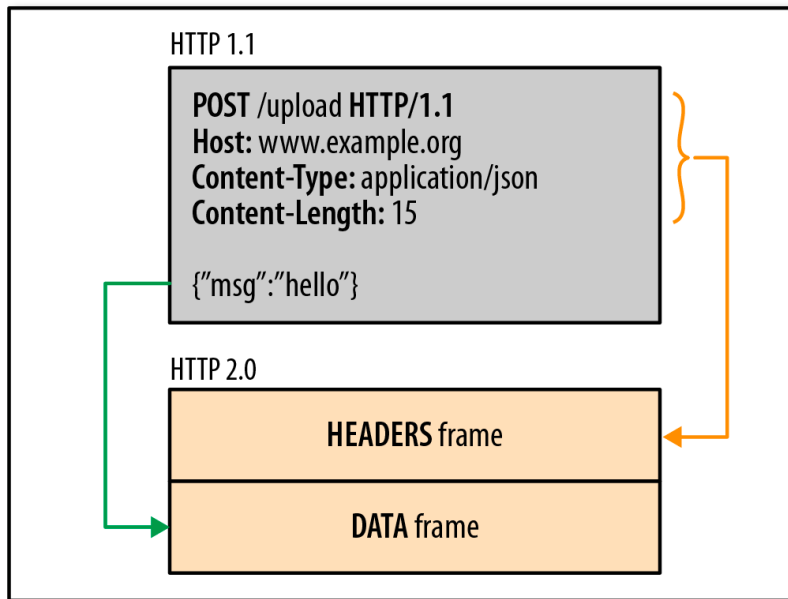 HTTP 1.1
POST /upload HTTP/1.1
Host: www.example.org
Content-Type: application/json
Content-Length: 15
{”msg”:”hello”}
HTTP 2.0
HEADERS frame
DATA frame